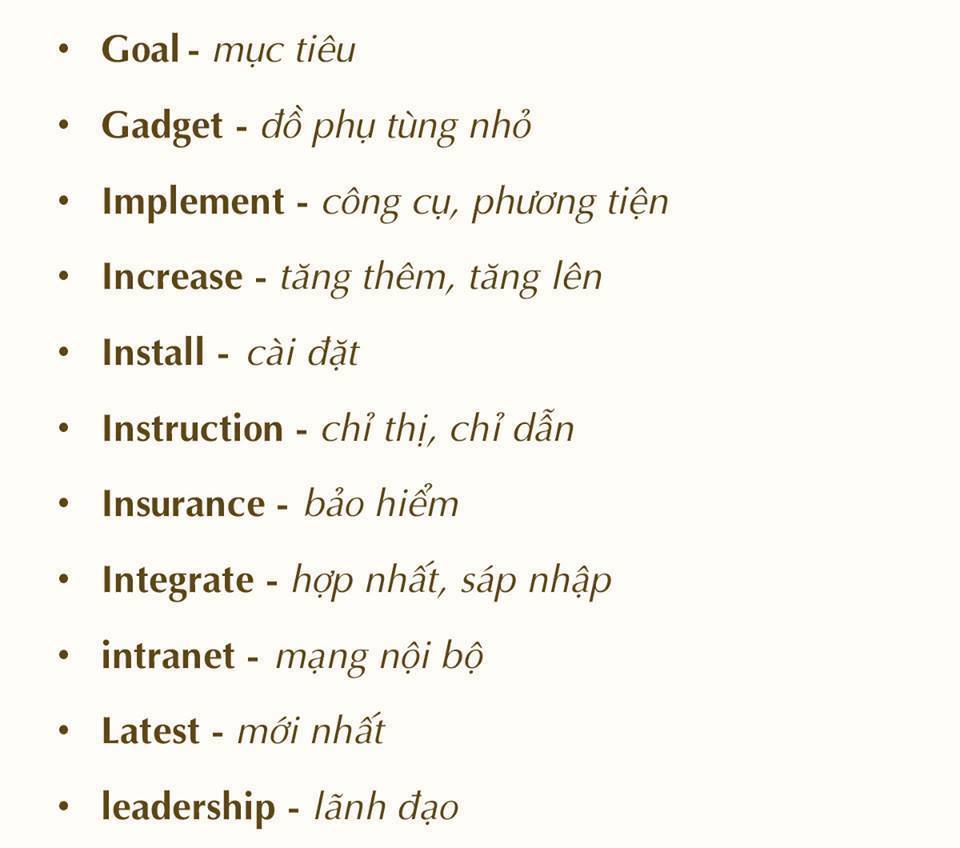 • Goal - mục tiêu
• Gadget - đồ phụ tùng nhỏ
• Implement - công cụ, phương tiện
• Increase - tăng thêm, tăng lên
• Install - cài đặt
• Instruction - chỉ thị, chỉ dẫn
• Insurance - bảo hiểm
• Integrate - hợp nhất, sáp nhập
• intranet - mạng nội bộ
• Latest - mới nhất
• leadership - lãnh đạo